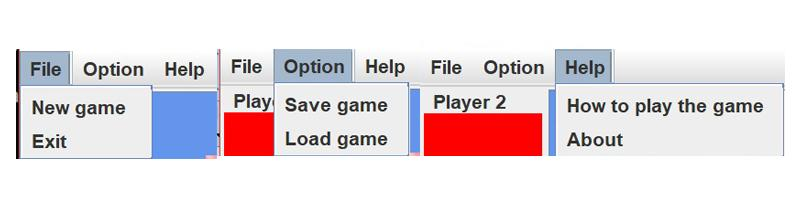 File Option Help
New game
Exit
File Option Help
Save game
Load game
File Option Help
Player 2
How to play the game
About